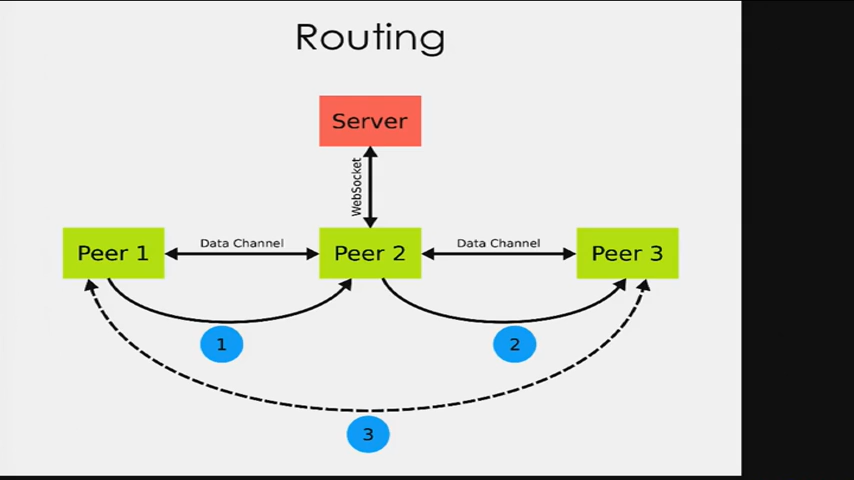 Routing
Server
WebSocket
Peer 1
Data Channel
Peer 2
Data Channel
Peer 3
1
2
3